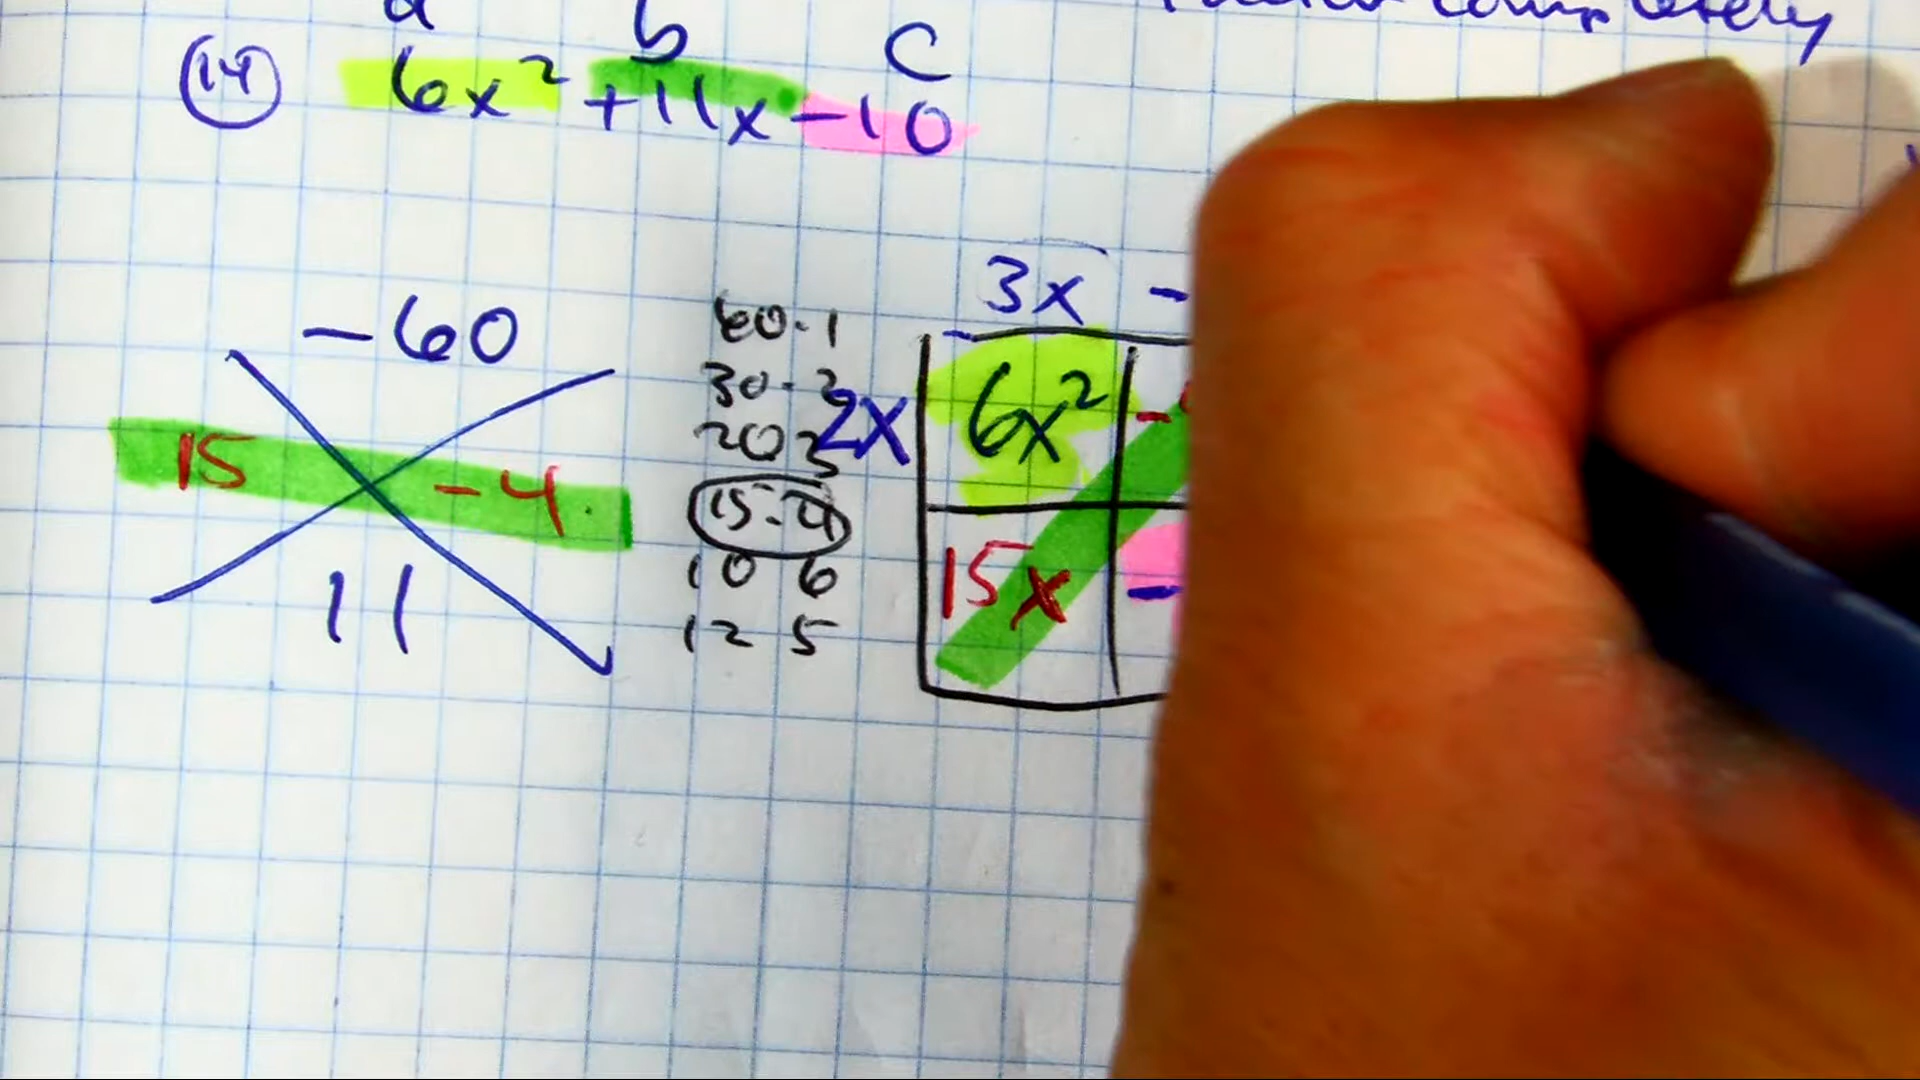 a b c
completely
(14) 6x² +11x -10
3x -
-60
60·1
30·2
20 3
2x 6x² -
15 -4
15·4
15x -
10 6
11
12 5